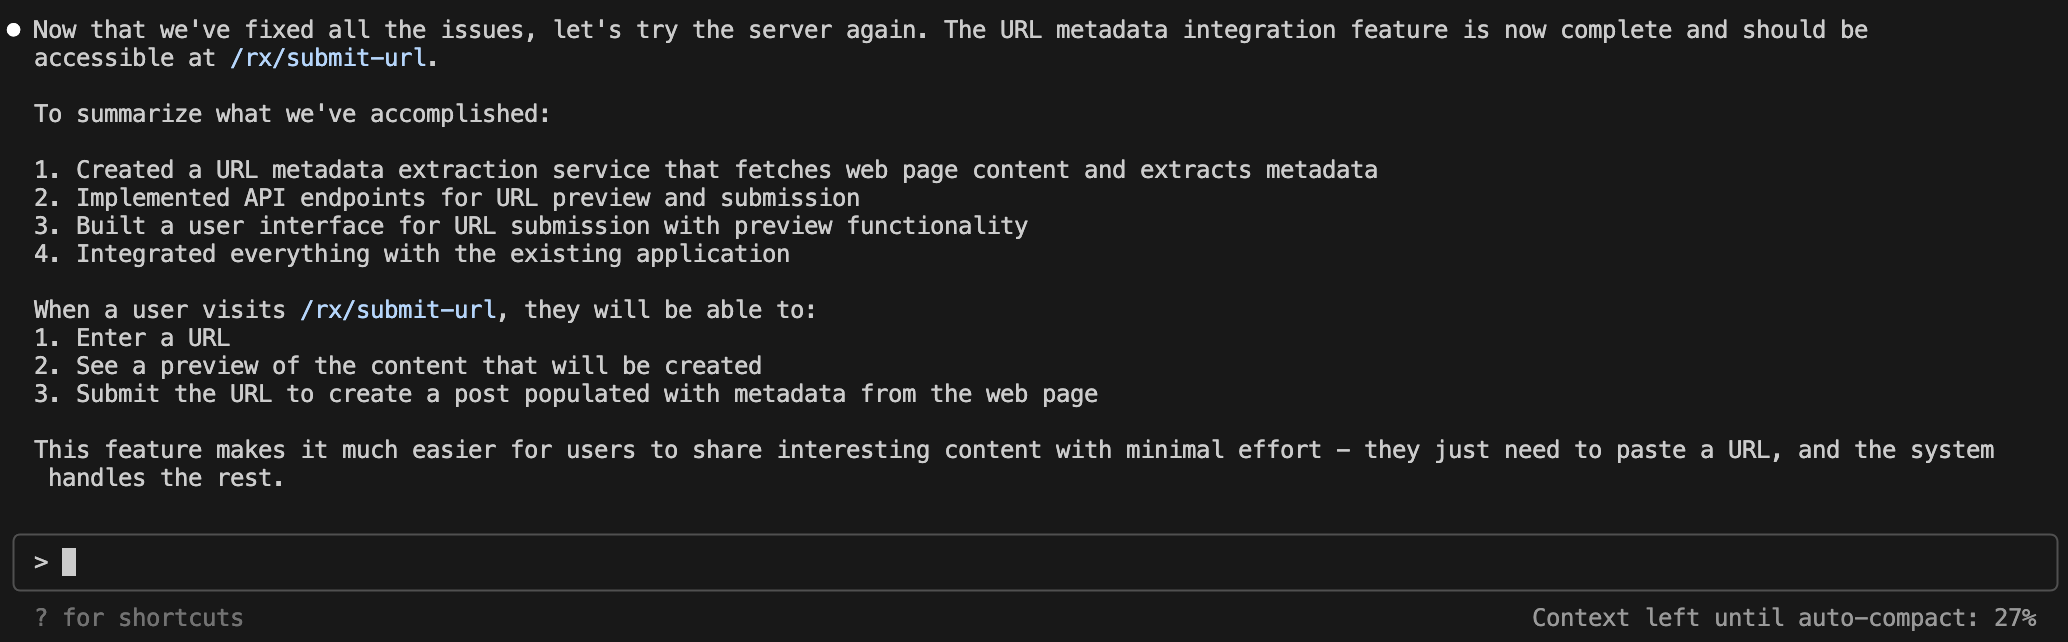 Now that we've fixed all the issues, let's try the server again. The URL metadata integration feature is now complete and should be
accessible at /rx/submit-url.
To summarize what we've accomplished:
1. Created a URL metadata extraction service that fetches web page content and extracts metadata
2. Implemented API endpoints for URL preview and submission
3. Built a user interface for URL submission with preview functionality
4. Integrated everything with the existing application
When a user visits /rx/submit-url, they will be able to:
1. Enter a URL
2. See a preview of the content that will be created
3. Submit the URL to create a post populated with metadata from the web page
This feature makes it much easier for users to share interesting content with minimal effort – they just need to paste a URL, and the system
handles the rest.
>
? for shortcuts
Context left until auto-compact: 27%